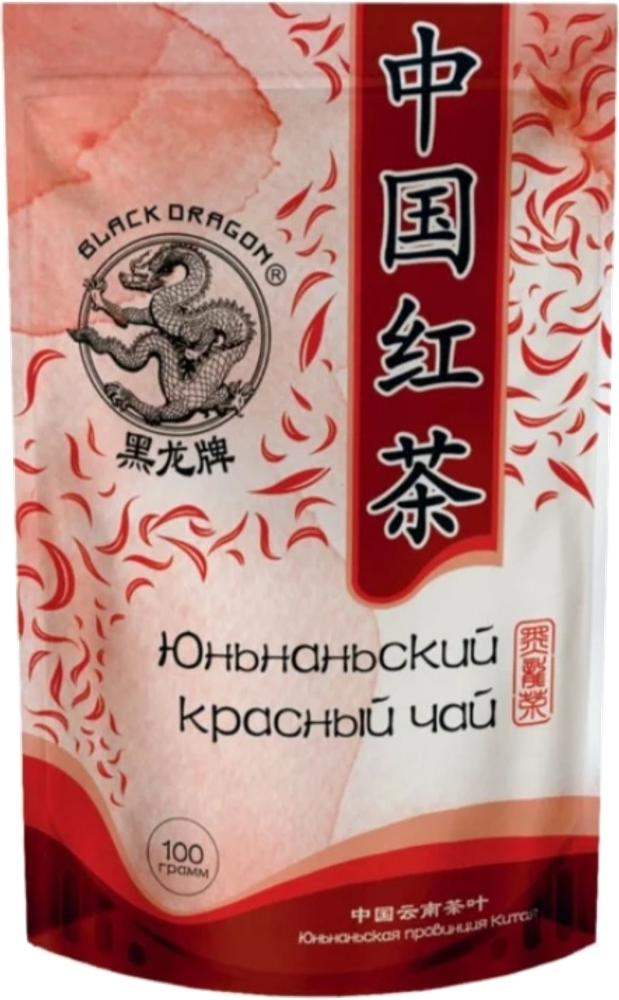 中国红茶
BLACK DRAGON®
黑龙牌
Юньнаньский
красный чай
100
грамм
中国云南茶叶
Юньнаньская провинция Китая